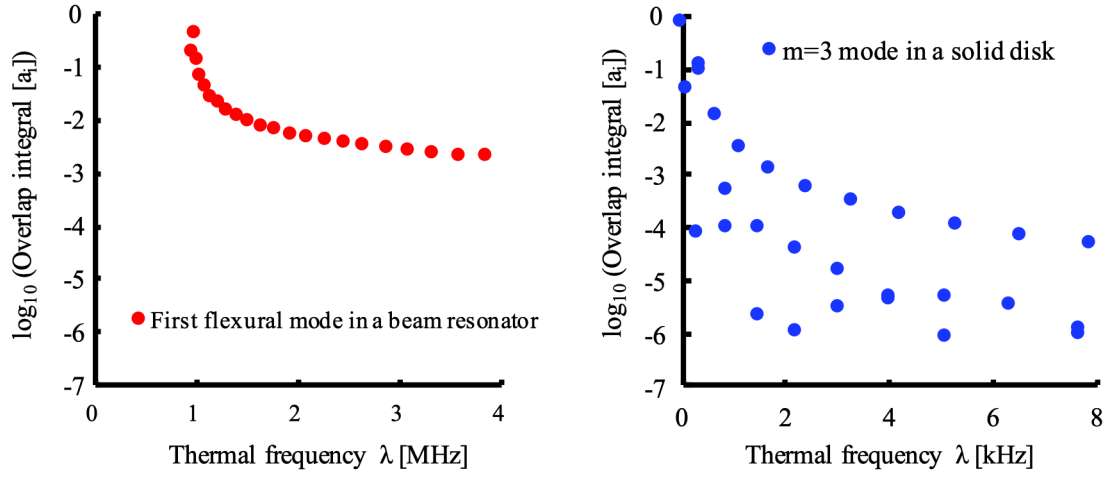 log₁₀ (Overlap integral [aᵢ])
0
-1
-2
-3
-4
-5
-6
-7
First flexural mode in a beam resonator
0 1 2 3 4
Thermal frequency λ [MHz]
log₁₀ (Overlap integral [aᵢ])
0
-1
-2
-3
-4
-5
-6
-7
m=3 mode in a solid disk
0 2 4 6 8
Thermal frequency λ [kHz]